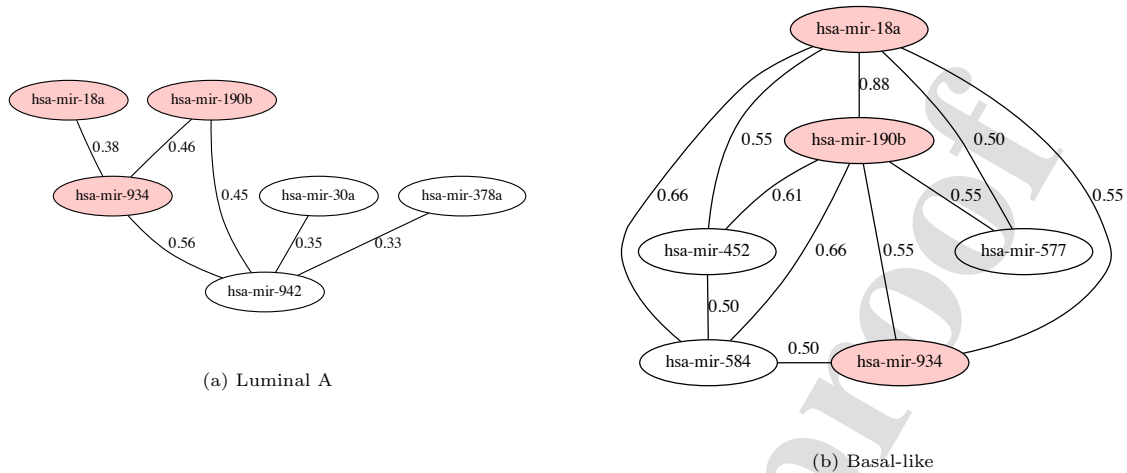 hsa-mir-18a
hsa-mir-190b
0.38
0.46
hsa-mir-934
hsa-mir-30a
hsa-mir-378a
0.45
0.56
0.35
0.33
hsa-mir-942
(a) Luminal A
hsa-mir-18a
0.88
0.55
0.50
hsa-mir-190b
0.66
0.61
0.55
0.55
hsa-mir-452
0.66
0.55
hsa-mir-577
0.50
hsa-mir-584
0.50
hsa-mir-934
(b) Basal-like
proof